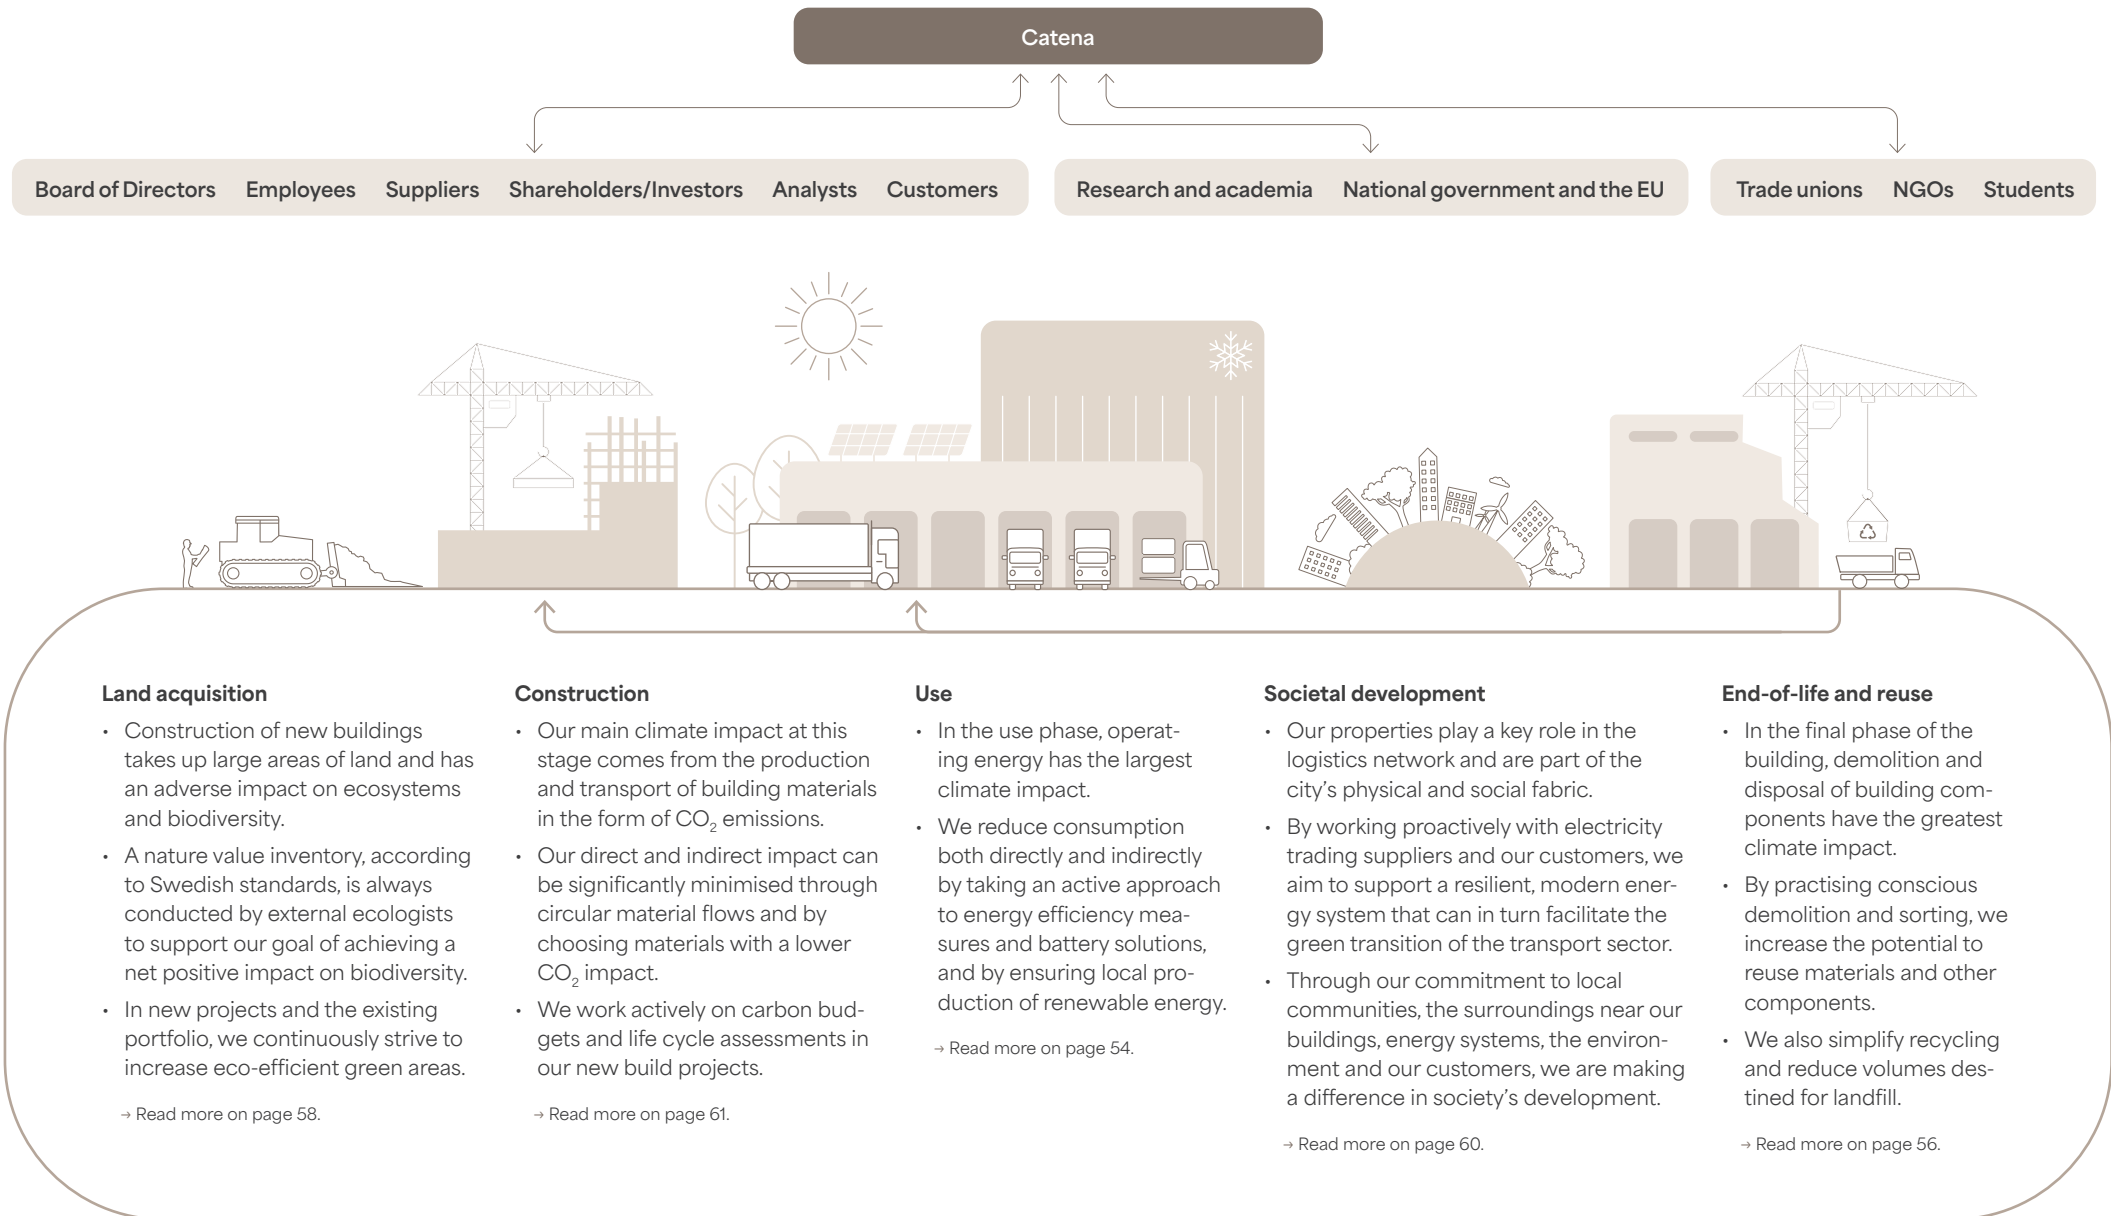 Catena
Board of Directors Employees Suppliers Shareholders/Investors Analysts Customers
Research and academia National government and the EU
Trade unions NGOs Students
Land acquisition
• Construction of new buildings
takes up large areas of land and has
an adverse impact on ecosystems
and biodiversity.
• A nature value inventory, according
to Swedish standards, is always
conducted by external ecologists
to support our goal of achieving a
net positive impact on biodiversity.
• In new projects and the existing
portfolio, we continuously strive to
increase eco-efficient green areas.
→ Read more on page 58.
Construction
• Our main climate impact at this
stage comes from the production
and transport of building materials
in the form of CO₂ emissions.
• Our direct and indirect impact can
be significantly minimised through
circular material flows and by
choosing materials with a lower
CO₂ impact.
• We work actively on carbon bud-
gets and life cycle assessments in
our new build projects.
→ Read more on page 61.
Use
• In the use phase, operat-
ing energy has the largest
climate impact.
• We reduce consumption
both directly and indirectly
by taking an active approach
to energy efficiency mea-
sures and battery solutions,
and by ensuring local pro-
duction of renewable energy.
→ Read more on page 54.
Societal development
• Our properties play a key role in the
logistics network and are part of the
city’s physical and social fabric.
• By working proactively with electricity
trading suppliers and our customers, we
aim to support a resilient, modern ener-
gy system that can in turn facilitate the
green transition of the transport sector.
• Through our commitment to local
communities, the surroundings near our
buildings, energy systems, the environ-
ment and our customers, we are making
a difference in society’s development.
→ Read more on page 60.
End-of-life and reuse
• In the final phase of the
building, demolition and
disposal of building com-
ponents have the greatest
climate impact.
• By practising conscious
demolition and sorting, we
increase the potential to
reuse materials and other
components.
• We also simplify recycling
and reduce volumes des-
tined for landfill.
→ Read more on page 56.